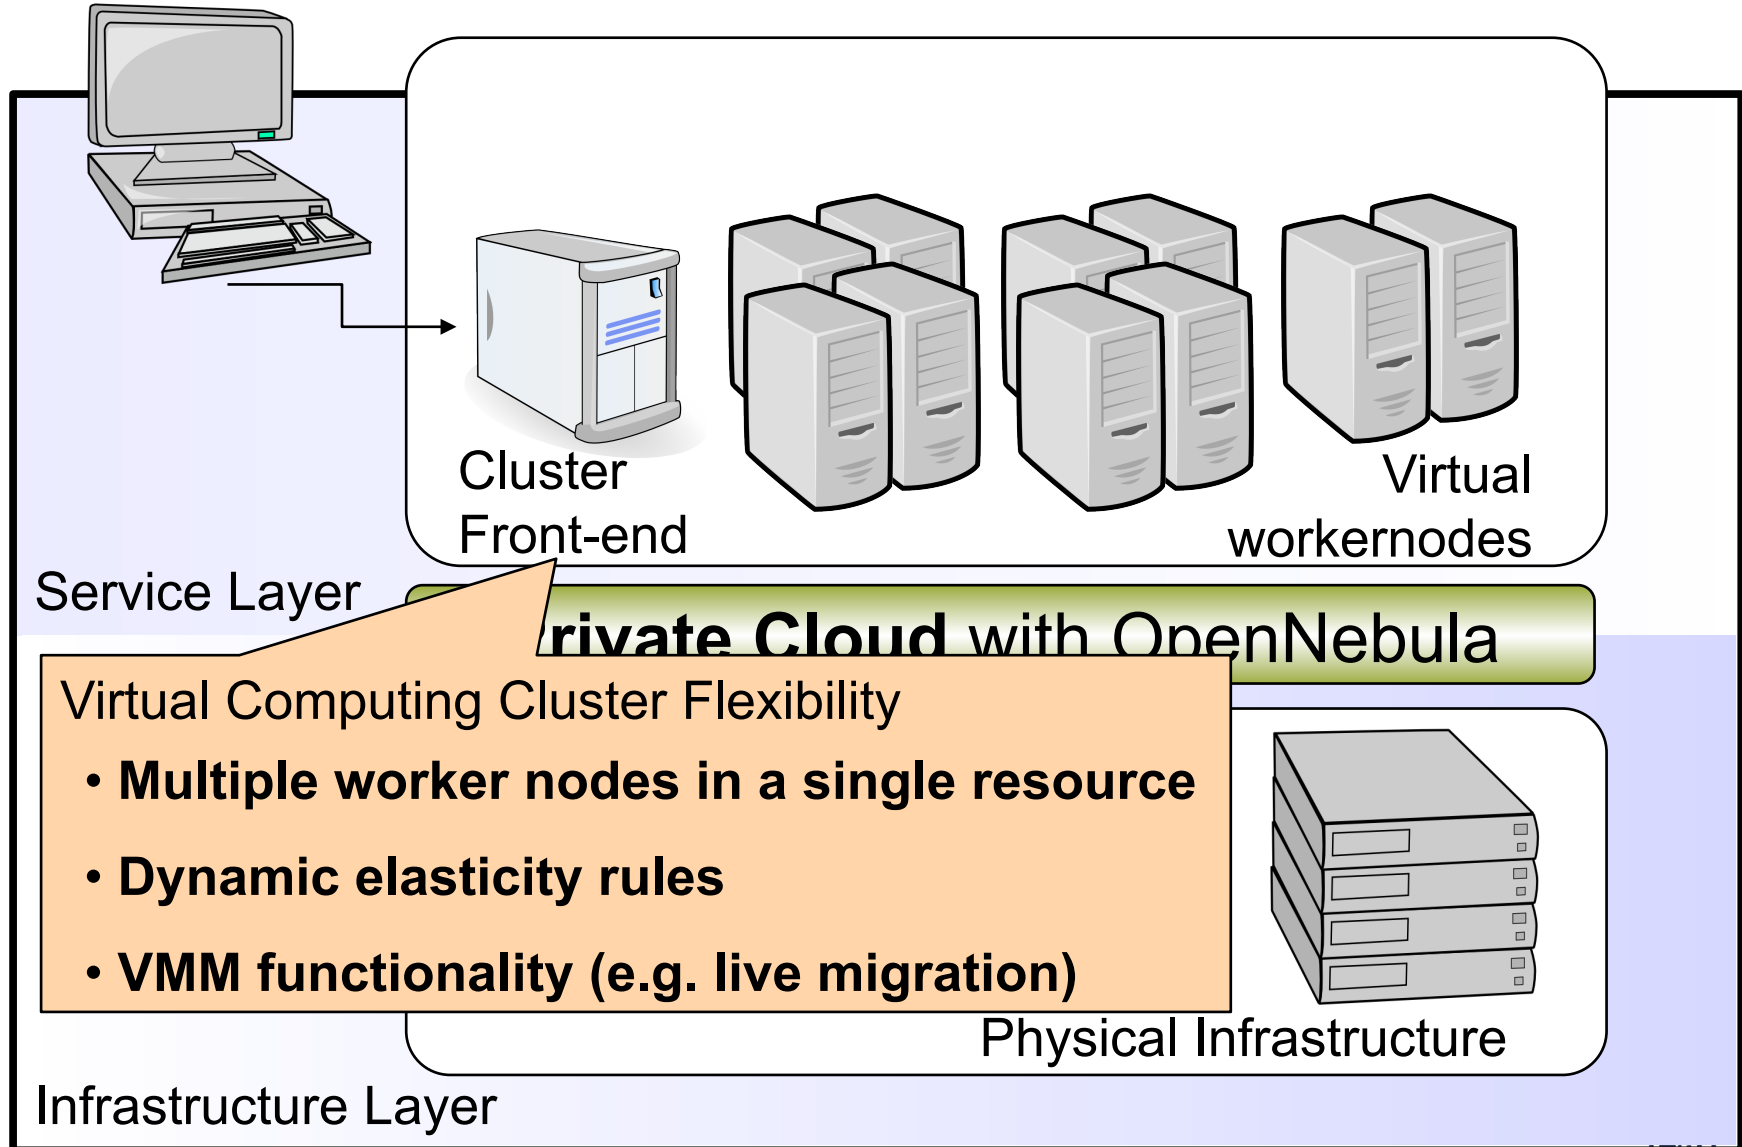 Cluster
Front-end
Virtual
workernodes
Service Layer
rivate Cloud with OpenNebula
Virtual Computing Cluster Flexibility
• Multiple worker nodes in a single resource
• Dynamic elasticity rules
• VMM functionality (e.g. live migration)
Physical Infrastructure
Infrastructure Layer